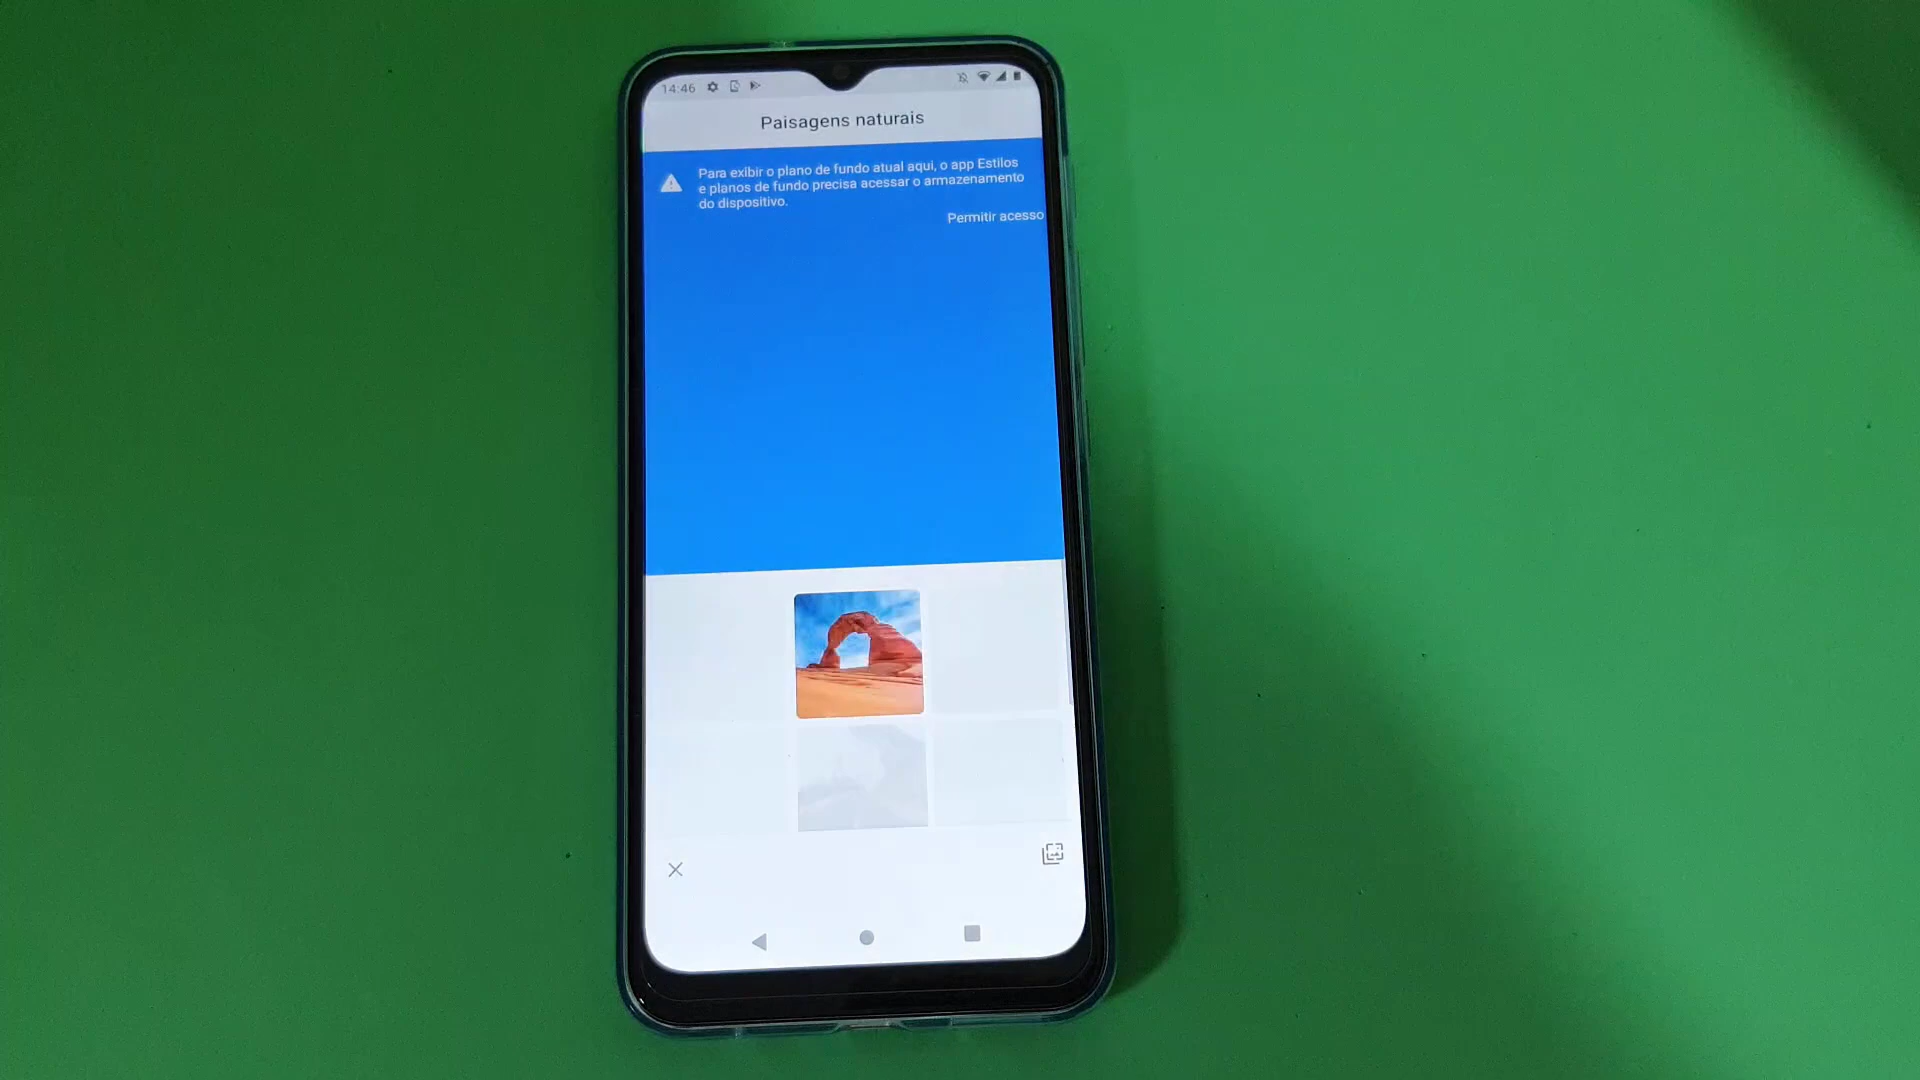 14:46
Paisagens naturais
Para exibir o plano de fundo atual aqui, o app Estilos
e planos de fundo precisa acessar o armazenamento
do dispositivo.
Permitir acesso